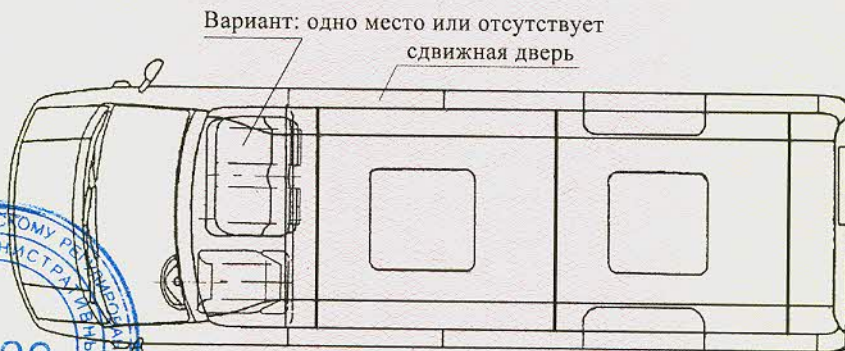 Вариант: одно место или отсутствует
сдвижная дверь